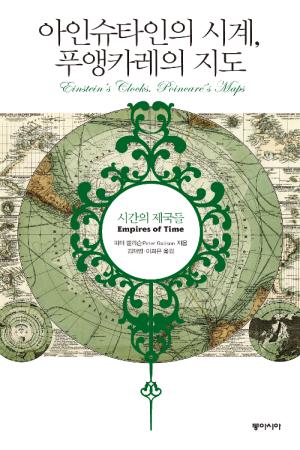 아인슈타인의 시계,
푸앵카레의 지도
Einstein's Clocks, Poincaré's Maps
시간의 제국들
Empires of Time
피터 갤리슨Peter Galison 지음
김재영·이희은 옮김
동아시아